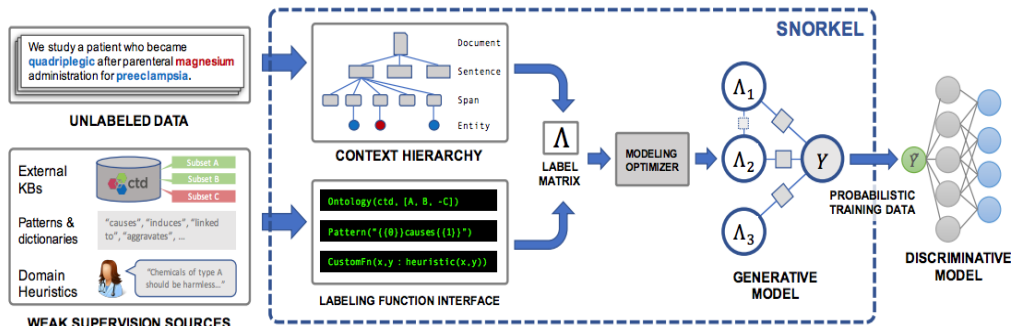 SNORKEL
We study a patient who became
quadriplegic after parenteral magnesium
administration for preeclampsia.
UNLABELED DATA
Document
Sentence
Span
Entity
CONTEXT HIERARCHY
External
KBs
ctd
Subset A
Subset B
Subset C
Patterns &
dictionaries
"causes", "induces", "linked
to", "aggravates", …
Domain
Heuristics
"Chemicals of type A
should be harmless…"
WEAK SUPERVISION SOURCES
Ontology(ctd, [A, B, -C])
Pattern("{{0}}causes{{1}}")
CustomFn(x,y : heuristic(x,y))
LABELING FUNCTION INTERFACE
Λ
LABEL
MATRIX
MODELING
OPTIMIZER
Λ1
Λ2
Λ3
Y
GENERATIVE
MODEL
PROBABILISTIC
TRAINING DATA
Ỹ
DISCRIMINATIVE
MODEL